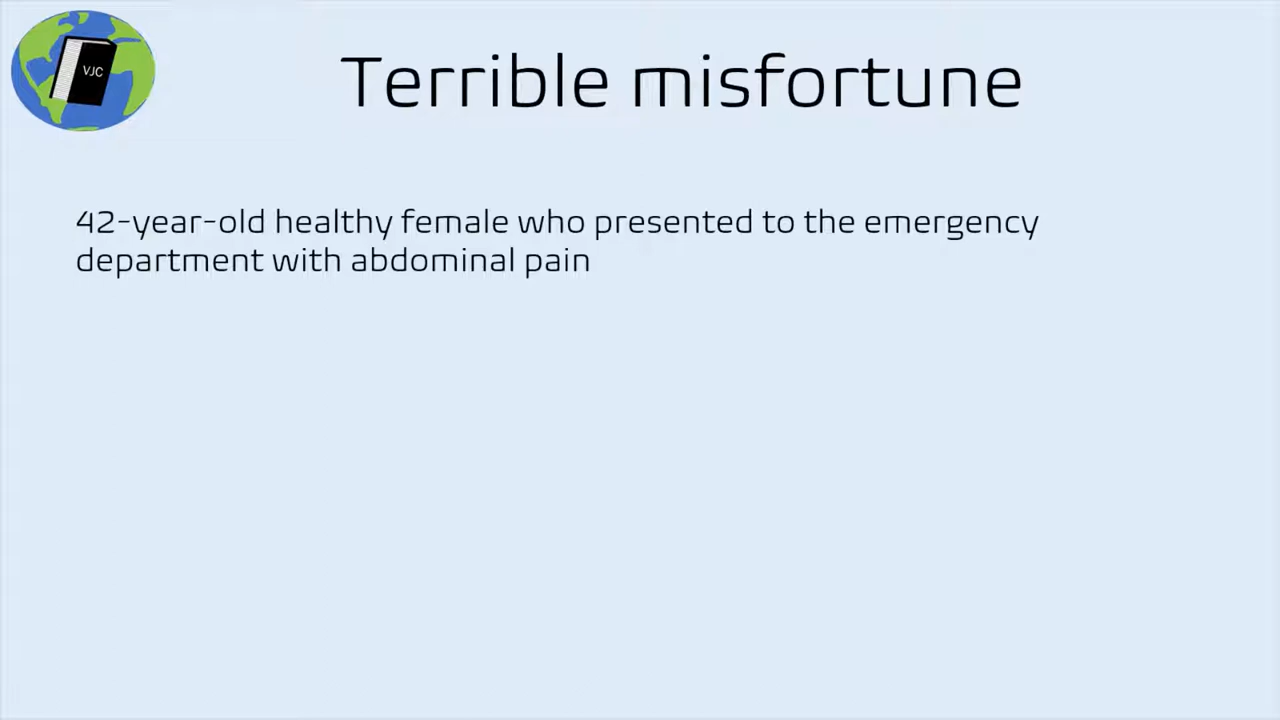 VJC
Terrible misfortune
42-year-old healthy female who presented to the emergency
department with abdominal pain